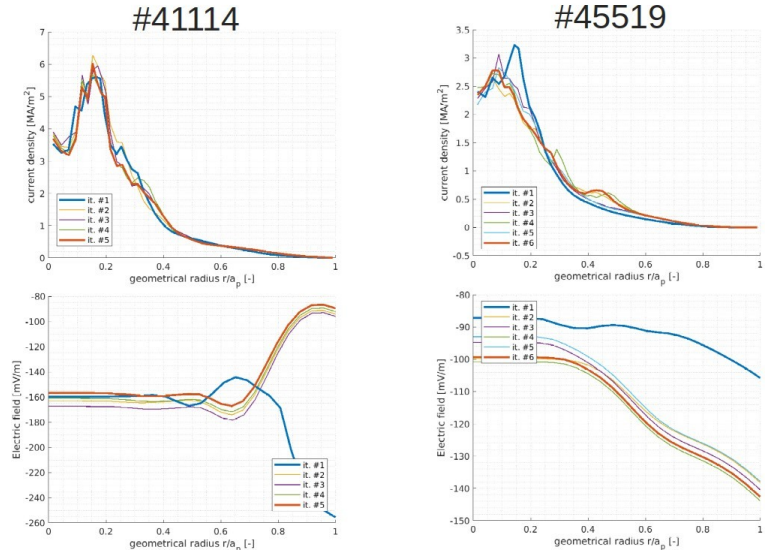 #41114
#45519
current density [MA/m²]
7
6
5
4
3
2
1
0
it. #1
it. #2
it. #3
it. #4
it. #5
0
0.2
0.4
0.6
0.8
1
geometrical radius r/aₚ [-]
current density [MA/m²]
3.5
3
2.5
2
1.5
1
0.5
0
-0.5
it. #1
it. #2
it. #3
it. #4
it. #5
it. #6
0
0.2
0.4
0.6
0.8
1
geometrical radius r/aₚ [-]
Electric field [mV/m]
-80
-100
-120
-140
-160
-180
-200
-220
-240
-260
it. #1
it. #2
it. #3
it. #4
it. #5
0
0.2
0.4
0.6
0.8
1
geometrical radius r/aₚ [-]
Electric field [mV/m]
-80
-90
-100
-110
-120
-130
-140
-150
it. #1
it. #2
it. #3
it. #4
it. #5
it. #6
0
0.2
0.4
0.6
0.8
1
geometrical radius r/aₚ [-]